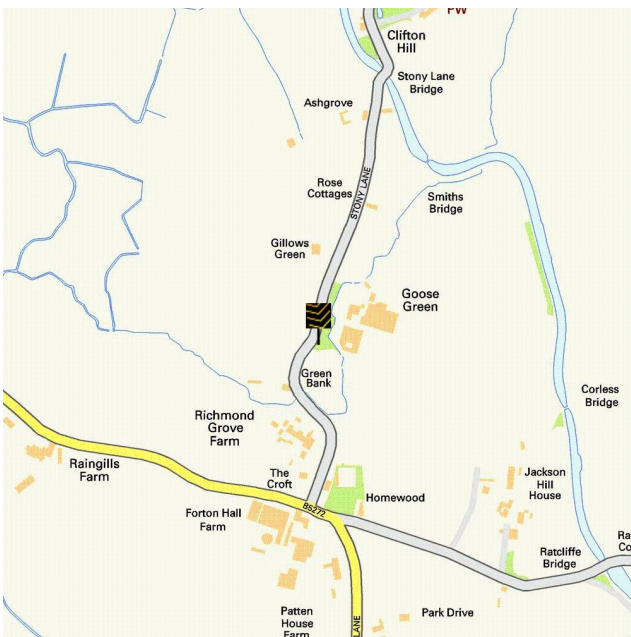 PW
Clifton
Hill
Stony Lane
Bridge
Ashgrove
Rose
Cottages
STONY LANE
Smiths
Bridge
Gillows
Green
Goose
Green
Green
Bank
Corless
Bridge
Richmond
Grove
Farm
Raingills
Farm
The
Croft
Homewood
Jackson
Hill
House
B5272
Forton Hall
Farm
Ratcliffe
Bridge
Patten
House
Farm
LANE
Park Drive